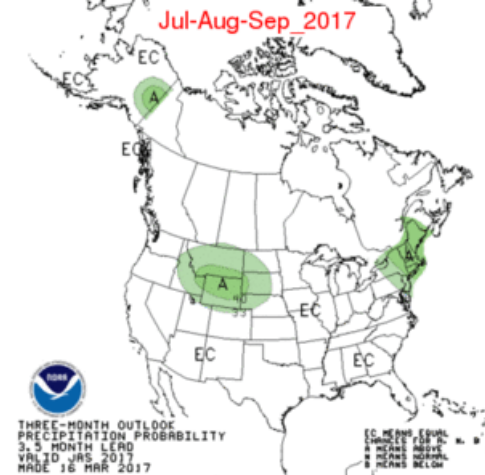 Jul-Aug-Sep_2017
EC
EC
A
EC
A
A
40
33
EC
EC
EC
NOAA
THREE-MONTH OUTLOOK
PRECIPITATION PROBABILITY
3.5 MONTH LEAD
VALID JAS 2017
MADE 16 MAR 2017
EC MEANS EQUAL
CHANCES FOR A, N, B
A MEANS ABOVE
N MEANS NORMAL
B MEANS BELOW